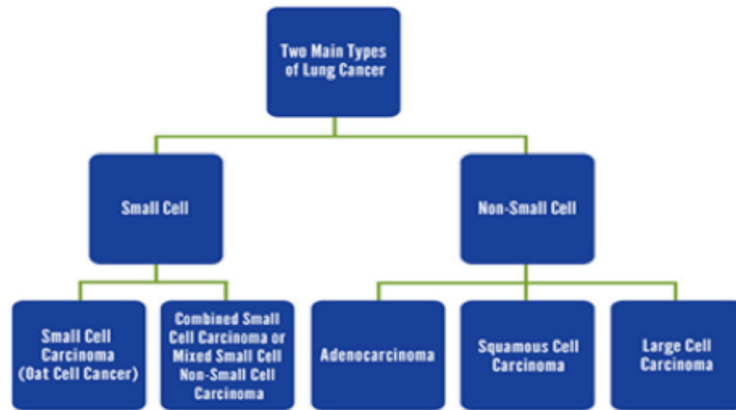 Two Main Types
of Lung Cancer
Small Cell
Non-Small Cell
Small Cell
Carcinoma
(Oat Cell Cancer)
Combined Small
Cell Carcinoma or
Mixed Small Cell
Non-Small Cell
Carcinoma
Adenocarcinoma
Squamous Cell
Carcinoma
Large Cell
Carcinoma